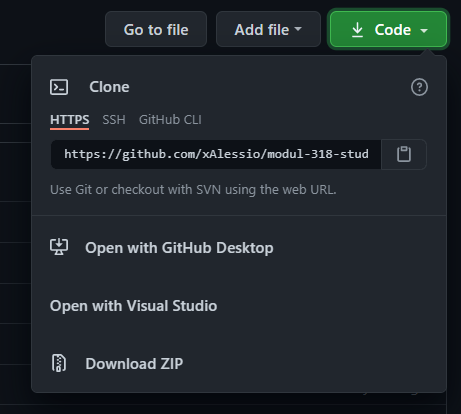 Go to file Add file Code
Clone
HTTPS SSH GitHub CLI
https://github.com/xAlessio/modul-318-stud
Use Git or checkout with SVN using the web URL.
Open with GitHub Desktop
Open with Visual Studio
Download ZIP